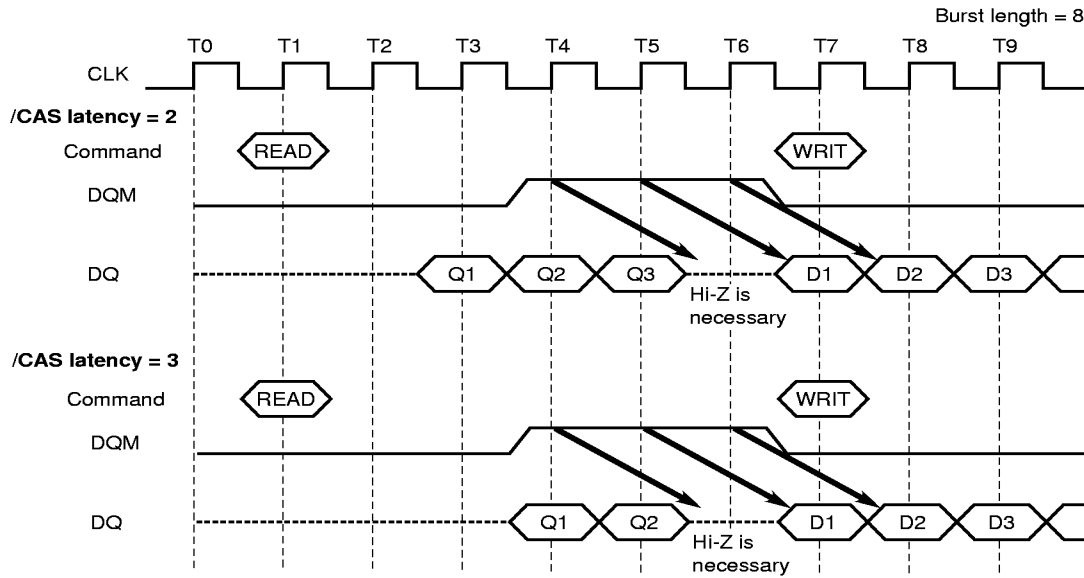 Burst length = 8
T0 T1 T2 T3 T4 T5 T6 T7 T8 T9
CLK
/CAS latency = 2
Command READ WRIT
DQM
DQ Q1 Q2 Q3 D1 D2 D3
Hi-Z is
necessary
/CAS latency = 3
Command READ WRIT
DQM
DQ Q1 Q2 D1 D2 D3
Hi-Z is
necessary